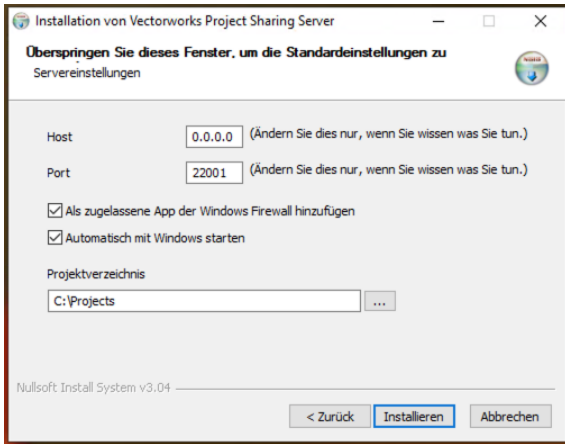 Installation von Vectorworks Project Sharing Server
Überspringen Sie dieses Fenster, um die Standardeinstellungen zu
Servereinstellungen
Host 0.0.0.0 (Ändern Sie dies nur, wenn Sie wissen was Sie tun.)
Port 22001 (Ändern Sie dies nur, wenn Sie wissen was Sie tun.)
Als zugelassene App der Windows Firewall hinzufügen
Automatisch mit Windows starten
Projektverzeichnis
C:\Projects ...
Nullsoft Install System v3.04
< Zurück Installieren Abbrechen